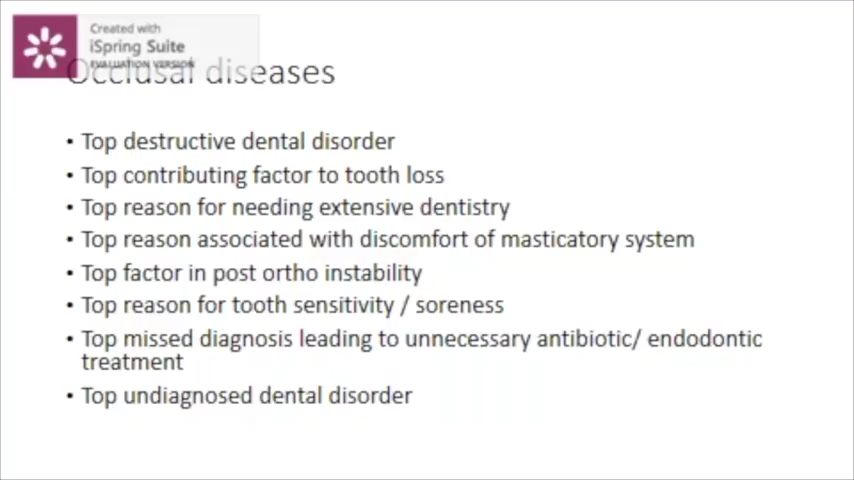 Created with
iSpring Suite
EVALUATION VERSION
Occlusal diseases
• Top destructive dental disorder
• Top contributing factor to tooth loss
• Top reason for needing extensive dentistry
• Top reason associated with discomfort of masticatory system
• Top factor in post ortho instability
• Top reason for tooth sensitivity / soreness
• Top missed diagnosis leading to unnecessary antibiotic/ endodontic
treatment
• Top undiagnosed dental disorder